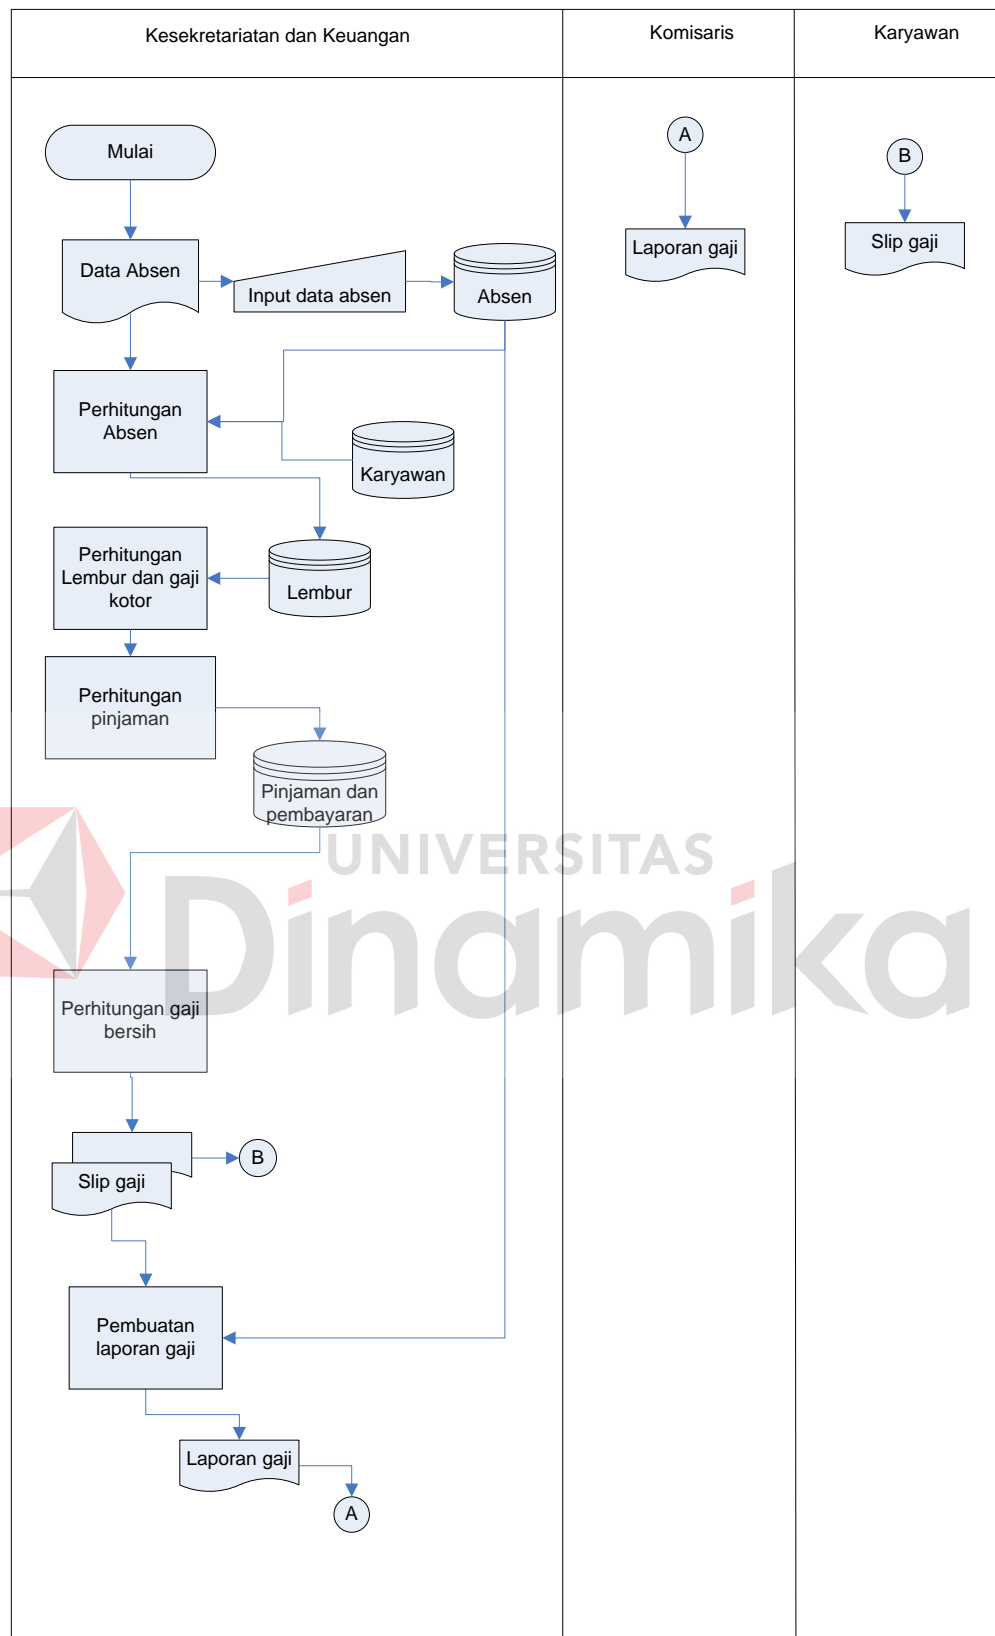 Kesekretariatan dan Keuangan
Komisaris
Karyawan
Mulai
A
B
Data Absen
Input data absen
Absen
Laporan gaji
Slip gaji
Perhitungan
Absen
Karyawan
Perhitungan
Lembur dan gaji
kotor
Lembur
Perhitungan
pinjaman
Pinjaman dan
pembayaran
UNIVERSITAS
Dinamika
Perhitungan gaji
bersih
B
Slip gaji
Pembuatan
laporan gaji
Laporan gaji
A